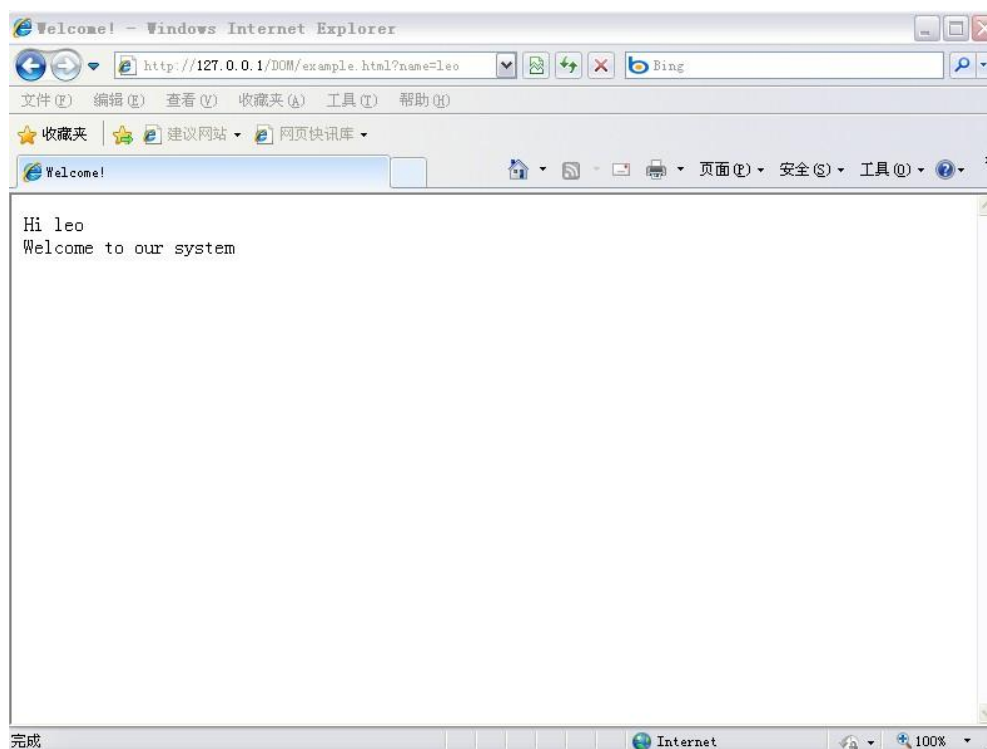 Welcome! - Windows Internet Explorer
http://127.0.0.1/DOM/example.html?name=leo
Bing
文件(F) 编辑(E) 查看(V) 收藏夹(A) 工具(T) 帮助(H)
收藏夹 建议网站 网页快讯库
Welcome!
页面(P) 安全(S) 工具(O)
Hi leo
Welcome to our system
完成 Internet 100%